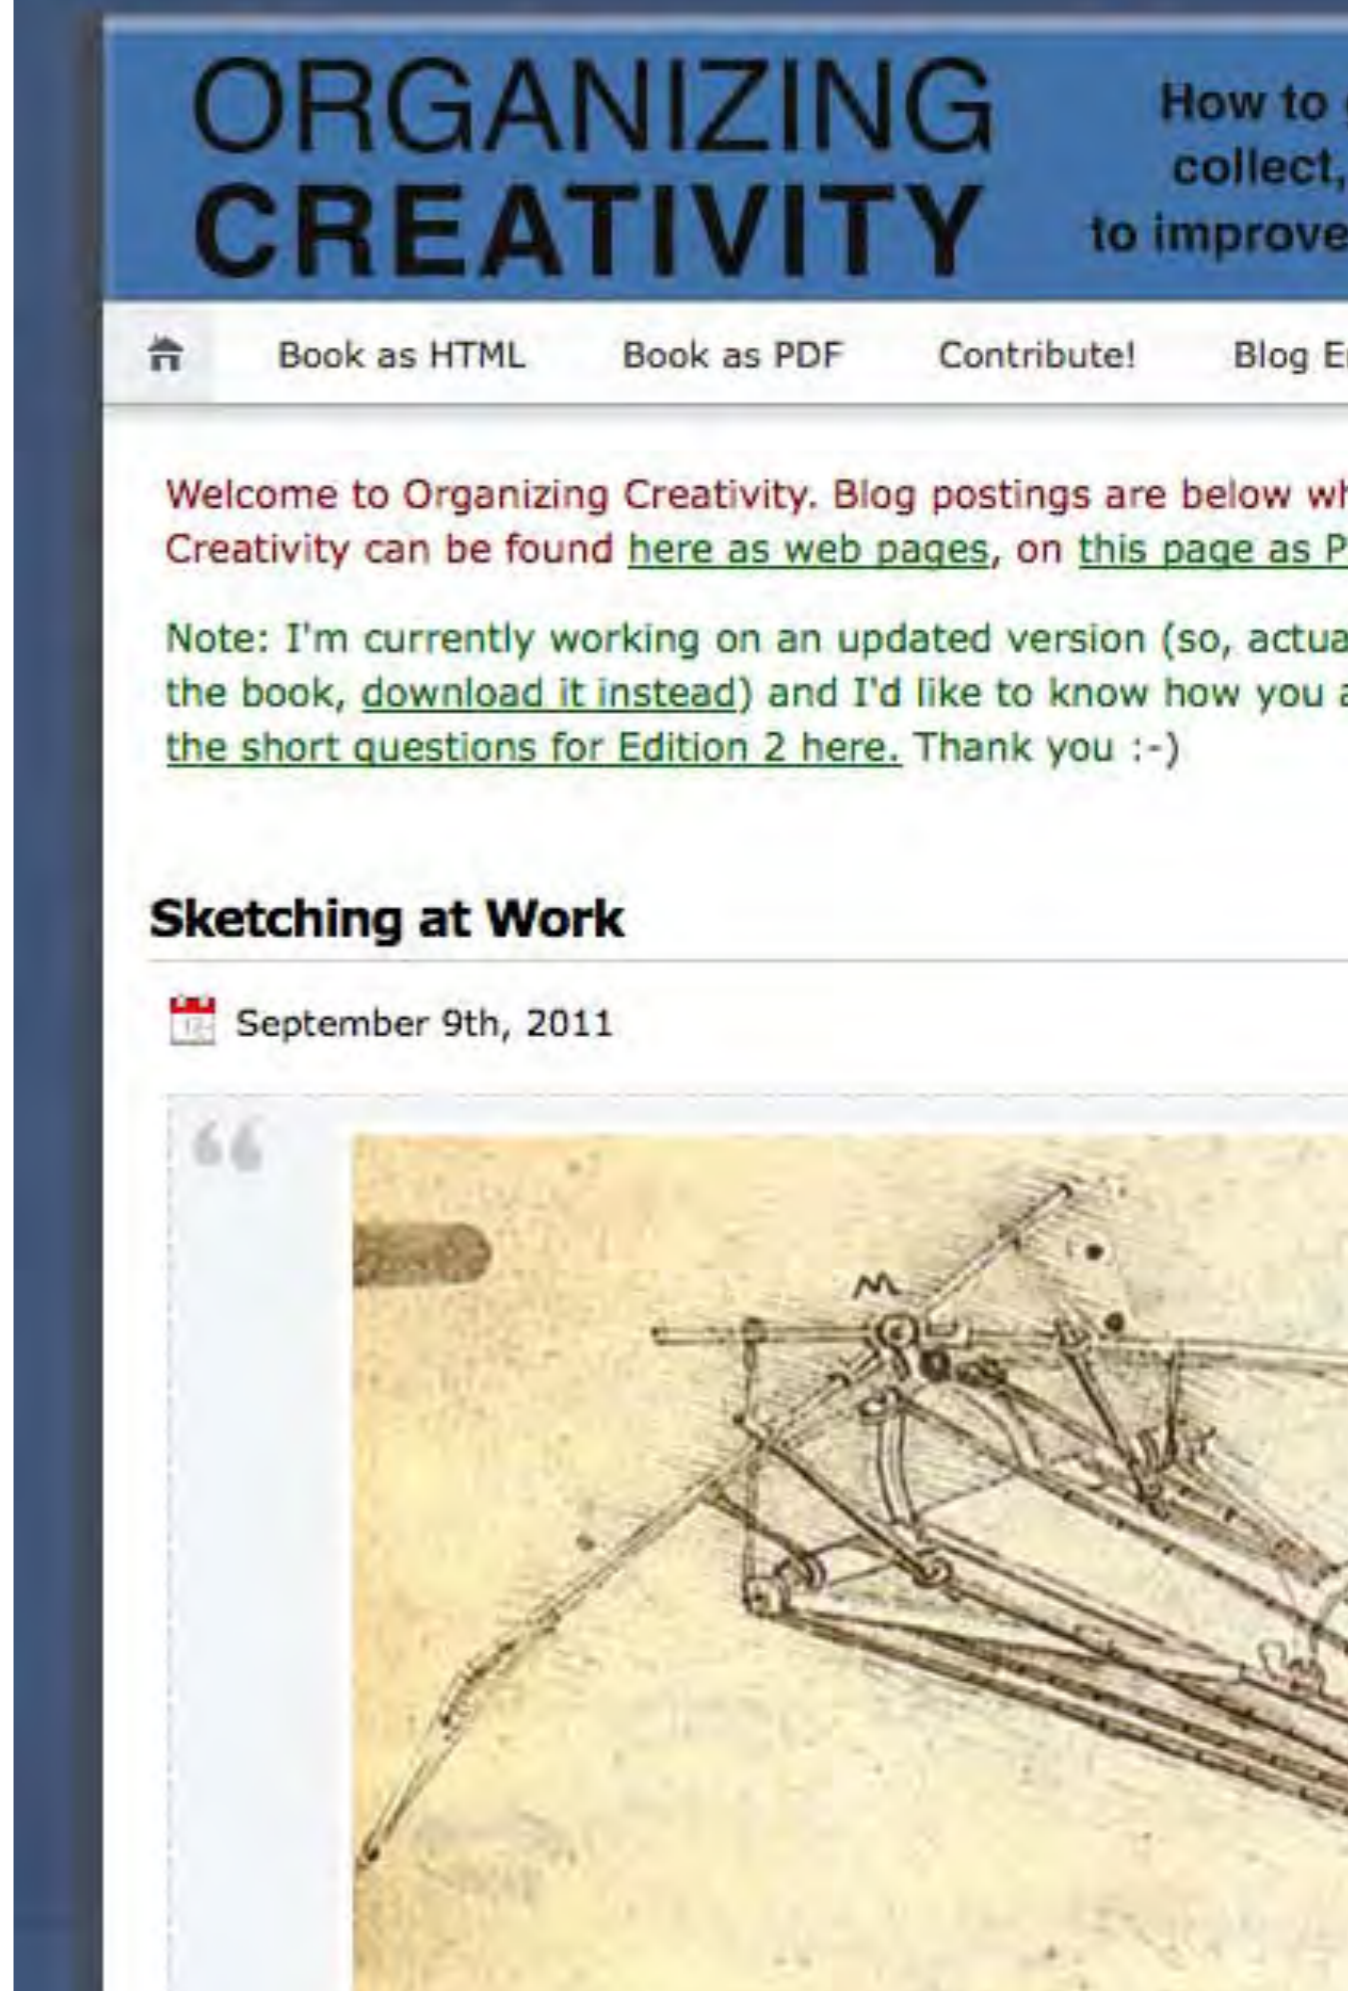 ORGANIZING
CREATIVITY
How to
collect,
to improve
Book as HTML Book as PDF Contribute! Blog
Welcome to Organizing Creativity. Blog postings are below
Creativity can be found here as web pages, on this page as
Note: I'm currently working on an updated version (so,
the book, download it instead) and I'd like to know how you
the short questions for Edition 2 here. Thank you :-)
Sketching at Work
September 9th, 2011
“
M